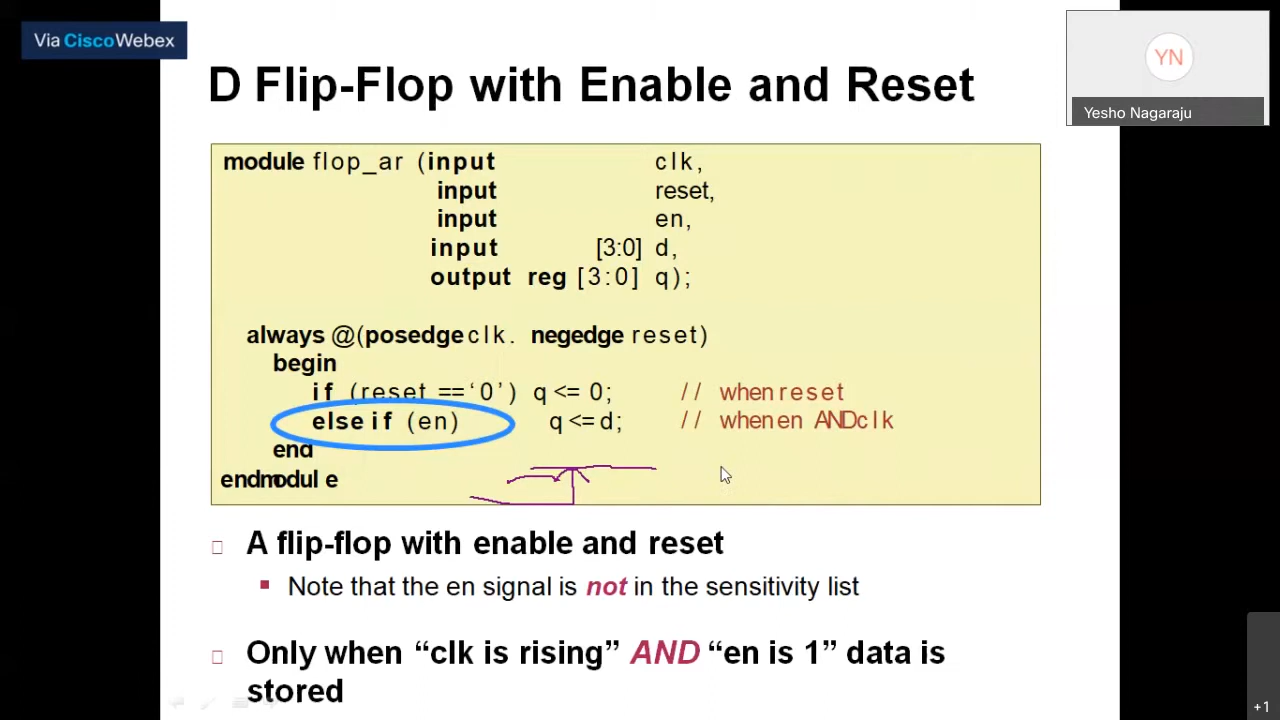 Via CiscoWebex
YN
Yesho Nagaraju
D Flip-Flop with Enable and Reset
module flop_ar (input clk,
input reset,
input en,
input [3:0] d,
output reg [3:0] q);
always @(posedge clk. negedge reset)
begin
if (reset == ‘0’) q <= 0; // when reset
else if (en) q <= d; // when en AND clk
end
endmodule
A flip-flop with enable and reset
Note that the en signal is not in the sensitivity list
Only when “clk is rising” AND “en is 1” data is
stored
+1